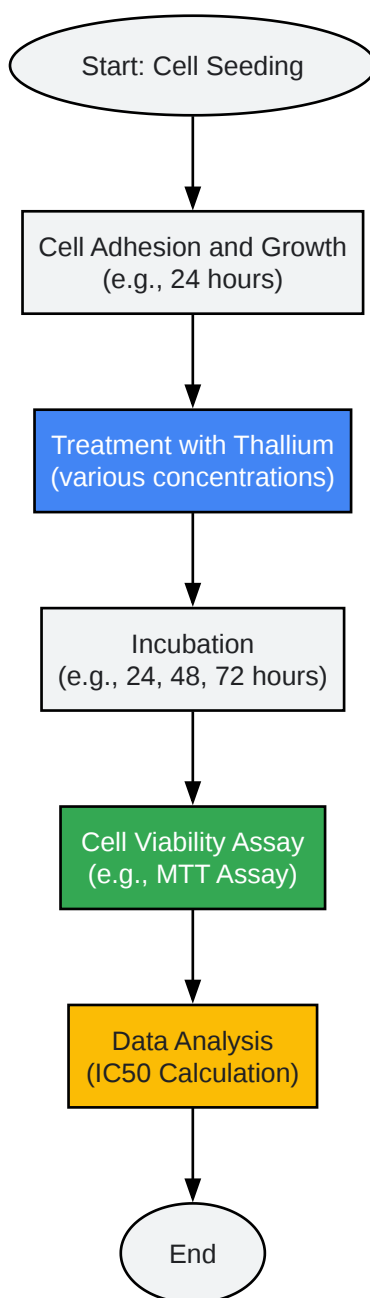 Start: Cell Seeding
Cell Adhesion and Growth
(e.g., 24 hours)
Treatment with Thallium
(various concentrations)
Incubation
(e.g., 24, 48, 72 hours)
Cell Viability Assay
(e.g., MTT Assay)
Data Analysis
(IC50 Calculation)
End